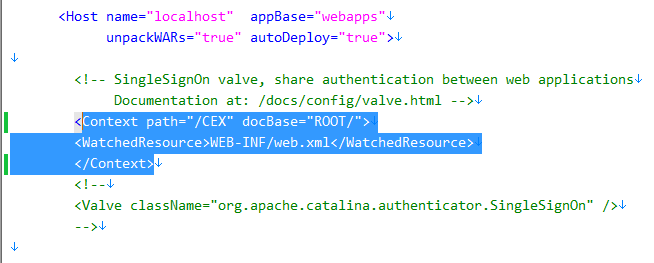 <Host name="localhost"  appBase="webapps"↓
unpackWARs="true" autoDeploy="true">↓
↓
<!-- SingleSignOn valve, share authentication between web applications↓
Documentation at: /docs/config/valve.html -->↓
<Context path="/CEX" docBase="ROOT/">↓
<WatchedResource>WEB-INF/web.xml</WatchedResource>↓
</Context>↓
<!--↓
<Valve className="org.apache.catalina.authenticator.SingleSignOn" />↓
-->↓
↓